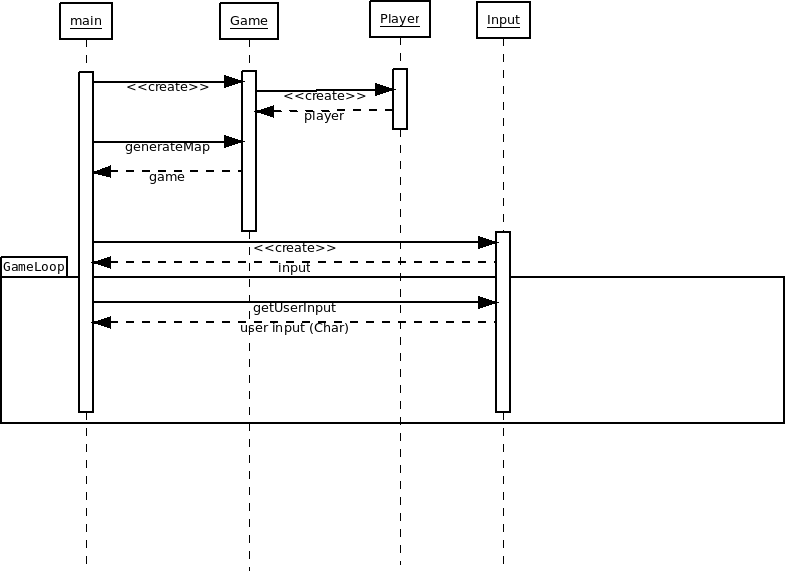 main
Game
Player
Input
<<create>>
<<create>>
player
generateMap
game
<<create>>
input
GameLoop
getUserInput
user input (Char)